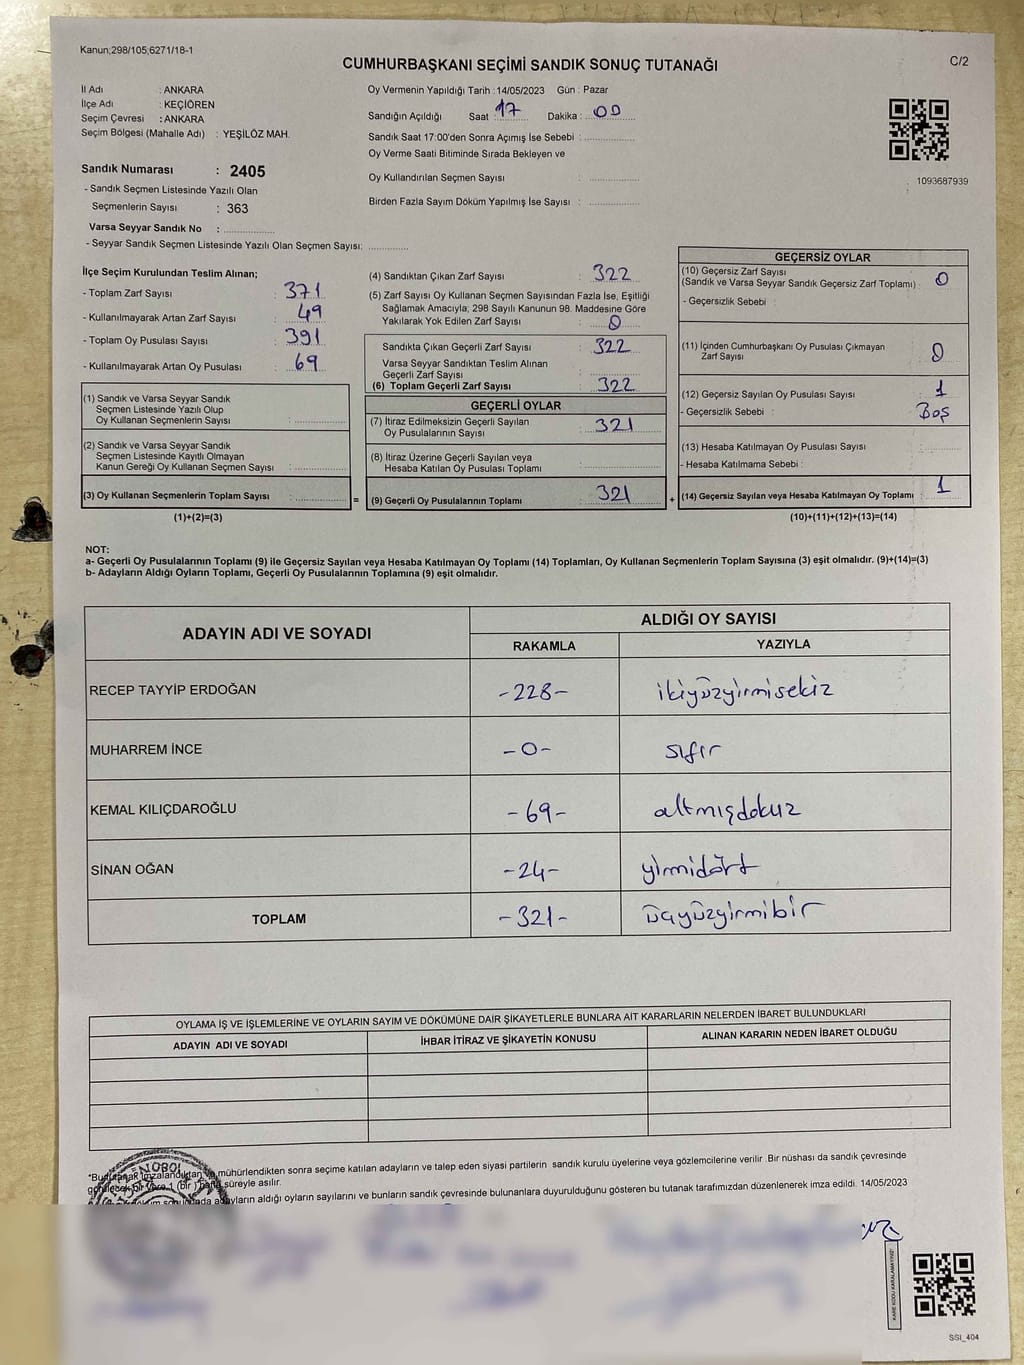 Kanun;298/105;6271/18-1
CUMHURBAŞKANI SEÇİMİ SANDIK SONUÇ TUTANAĞI
C/2
İl Adı : ANKARA
İlçe Adı : KEÇİÖREN
Seçim Çevresi : ANKARA
Seçim Bölgesi (Mahalle Adı) : YEŞİLÖZ MAH.
Sandık Numarası : 2405
- Sandık Seçmen Listesinde Yazılı Olan
Seçmenlerin Sayısı : 363
Varsa Seyyar Sandık No :
- Seyyar Sandık Seçmen Listesinde Yazılı Olan Seçmen Sayısı:
Oy Vermenin Yapıldığı Tarih : 14/05/2023 Gün : Pazar
Sandığın Açıldığı Saat : 17 Dakika : 00
Sandık Saat 17:00'den Sonra Açımış İse Sebebi :
Oy Verme Saati Bitiminde Sırada Bekleyen ve
Oy Kullandırılan Seçmen Sayısı :
Birden Fazla Sayım Döküm Yapılmış İse Sayısı :
1093687939
İlçe Seçim Kurulundan Teslim Alınan;
- Toplam Zarf Sayısı : 371
- Kullanılmayarak Artan Zarf Sayısı : 49
- Toplam Oy Pusulası Sayısı : 391
- Kullanılmayarak Artan Oy Pusulası : 69
(1) Sandık ve Varsa Seyyar Sandık
Seçmen Listesinde Yazılı Olup
Oy Kullanan Seçmenlerin Sayısı :
(2) Sandık ve Varsa Seyyar Sandık
Seçmen Listesinde Kayıtlı Olmayan
Kanun Gereği Oy Kullanan Seçmen Sayısı :
(3) Oy Kullanan Seçmenlerin Toplam Sayısı :
(1)+(2)=(3)
=
(4) Sandıktan Çıkan Zarf Sayısı : 322
(5) Zarf Sayısı Oy Kullanan Seçmen Sayısından Fazla İse, Eşitliği
Sağlamak Amacıyla; 298 Sayılı Kanunun 98. Maddesine Göre
Yakılarak Yok Edilen Zarf Sayısı : 0
Sandıkta Çıkan Geçerli Zarf Sayısı : 322
Varsa Seyyar Sandıktan Teslim Alınan
Geçerli Zarf Sayısı :
(6) Toplam Geçerli Zarf Sayısı : 322
GEÇERLİ OYLAR
(7) İtiraz Edilmeksizin Geçerli Sayılan
Oy Pusulalarının Sayısı : 321
(8) İtiraz Üzerine Geçerli Sayılan veya
Hesaba Katılan Oy Pusulası Toplamı :
(9) Geçerli Oy Pusulalarının Toplamı : 321
+
GEÇERSİZ OYLAR
(10) Geçersiz Zarf Sayısı
(Sandık ve Varsa Seyyar Sandık Geçersiz Zarf Toplamı) : 0
- Geçersizlik Sebebi :
(11) İçinden Cumhurbaşkanı Oy Pusulası Çıkmayan
Zarf Sayısı : 0
(12) Geçersiz Sayılan Oy Pusulası Sayısı : 1
- Geçersizlik Sebebi : Boş
(13) Hesaba Katılmayan Oy Pusulası Sayısı :
- Hesaba Katılmama Sebebi :
(14) Geçersiz Sayılan veya Hesaba Katılmayan Oy Toplamı : 1
(10)+(11)+(12)+(13)=(14)
NOT:
a- Geçerli Oy Pusulalarının Toplamı (9) ile Geçersiz Sayılan veya Hesaba Katılmayan Oy Toplamı (14) Toplamları, Oy Kullanan Seçmenlerin Toplam Sayısına (3) eşit olmalıdır. (9)+(14)=(3)
b- Adayların Aldığı Oyların Toplamı, Geçerli Oy Pusulalarının Toplamına (9) eşit olmalıdır.
ADAYIN ADI VE SOYADI
ALDIĞI OY SAYISI
RAKAMLA YAZIYLA
RECEP TAYYİP ERDOĞAN -228- ikiyüzyirmisekiz
MUHARREM İNCE -0- sıfır
KEMAL KILIÇDAROĞLU -69- altmışdokuz
SİNAN OĞAN -24- yirmidört
TOPLAM -321- üçyüzyirmibir
OYLAMA İŞ VE İŞLEMLERİNE VE OYLARIN SAYIM VE DÖKÜMÜNE DAİR ŞİKAYETLERLE BUNLARA AİT KARARLARIN NELERDEN İBARET BULUNDUKLARI
ADAYIN ADI VE SOYADI İHBAR İTİRAZ VE ŞİKAYETİN KONUSU ALINAN KARARIN NEDEN İBARET OLDUĞU
mühürlendikten sonra seçime katılan adayların ve talep eden siyasi partilerin sandık kurulu üyelerine veya gözlemcilerine verilir .Bir nüshası da sandık çevresinde
süreyle asılır.
adayların aldığı oyların sayılarını ve bunların sandık çevresinde bulunanlara duyurulduğunu gösteren bu tutanak tarafımızdan düzenlenerek imza edildi. 14/05/2023
KARE KODU KARALAMAYINIZ!
SSI_404